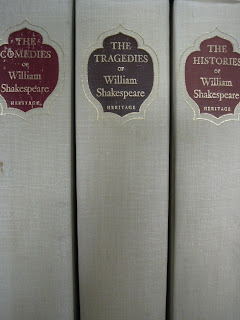 THE
COMEDIES
OF
William
Shakespeare
HERITAGE
THE
TRAGEDIES
OF
William
Shakespeare
HERITAGE
THE
HISTORIES
OF
William
Shakespeare
HERITAGE